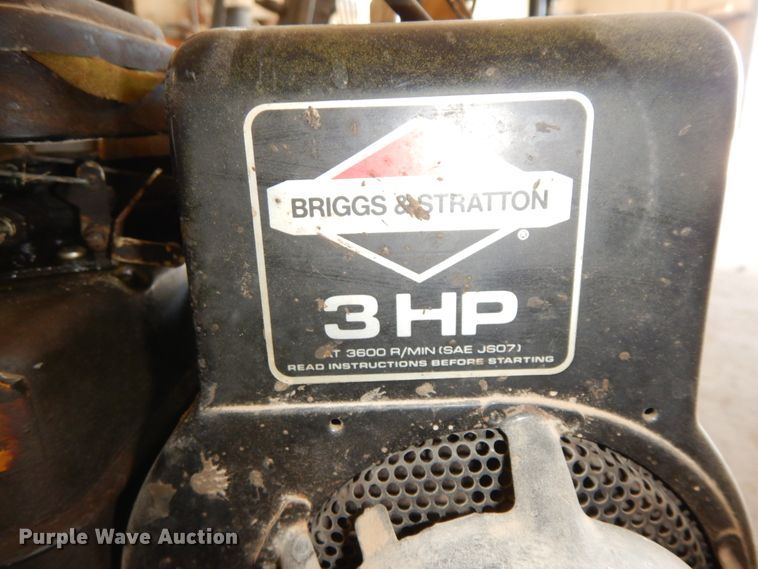 BRIGGS & STRATTON
®
3 HP
AT 3600 R/MIN (SAE J607)
READ INSTRUCTIONS BEFORE STARTING
Purple Wave Auction